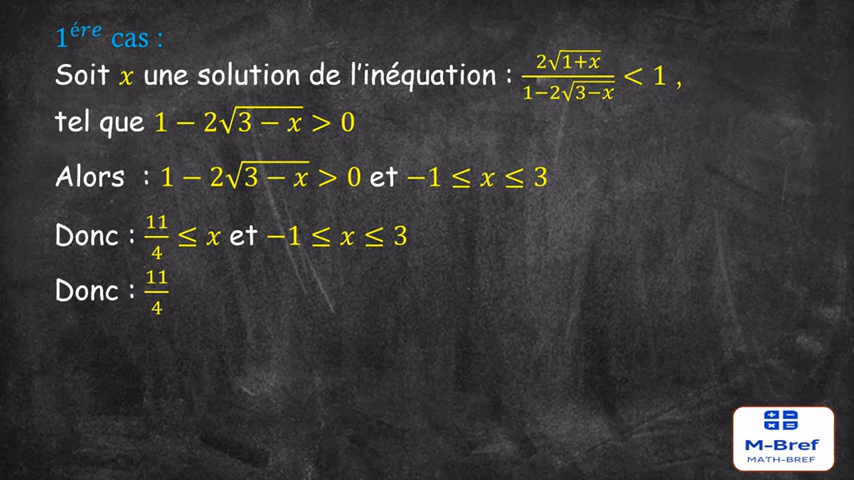 1ére cas :
Soit x une solution de l’inéquation : 2√(1+x)/(1−2√(3−x)) < 1 ,
tel que 1 − 2√(3 − x) > 0
Alors : 1 − 2√(3 − x) > 0 et −1 ≤ x ≤ 3
Donc : 11/4 ≤ x et −1 ≤ x ≤ 3
Donc : 11/4
M-Bref
MATH-BREF